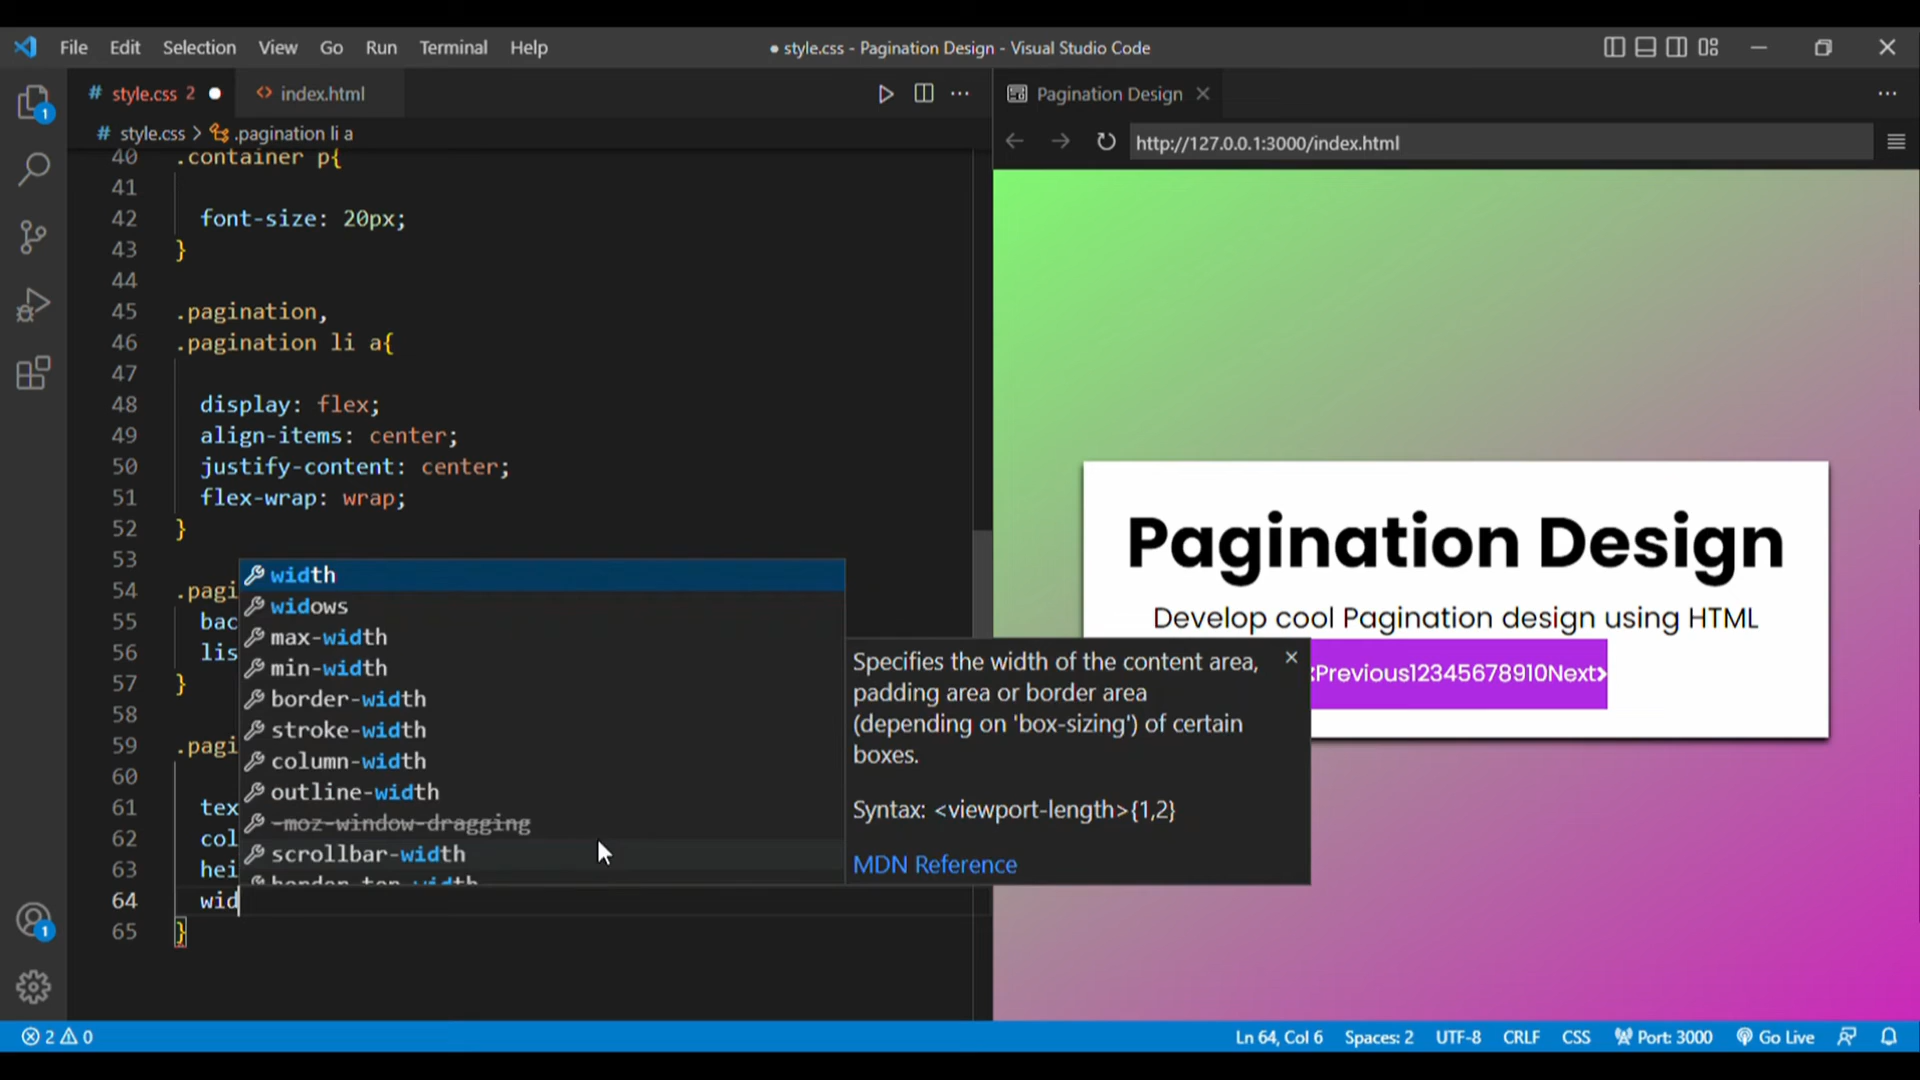 File Edit Selection View Go Run Terminal Help
● style.css - Pagination Design - Visual Studio Code
# style.css 2 ●
<> index.html
Pagination Design
# style.css > .pagination li a
http://127.0.0.1:3000/index.html
40 .container p{
41
42 font-size: 20px;
43 }
44
45 .pagination,
46 .pagination li a{
47
48 display: flex;
49 align-items: center;
50 justify-content: center;
51 flex-wrap: wrap;
52 }
53
54 .pagi
55 bac
56 lis
57 }
58
59 .pagi
60
61 tex
62 col
63 hei
64 wid
65 }
width
widows
max-width
min-width
border-width
stroke-width
column-width
outline-width
-moz-window-dragging
scrollbar-width
border-top-width
Specifies the width of the content area,
padding area or border area
(depending on 'box-sizing') of certain
boxes.
Syntax: <viewport-length>{1,2}
MDN Reference
Pagination Design
Develop cool Pagination design using HTML
Previous12345678910Next›
1
1
2 0
Ln 64, Col 6 Spaces: 2 UTF-8 CRLF CSS Port: 3000 Go Live